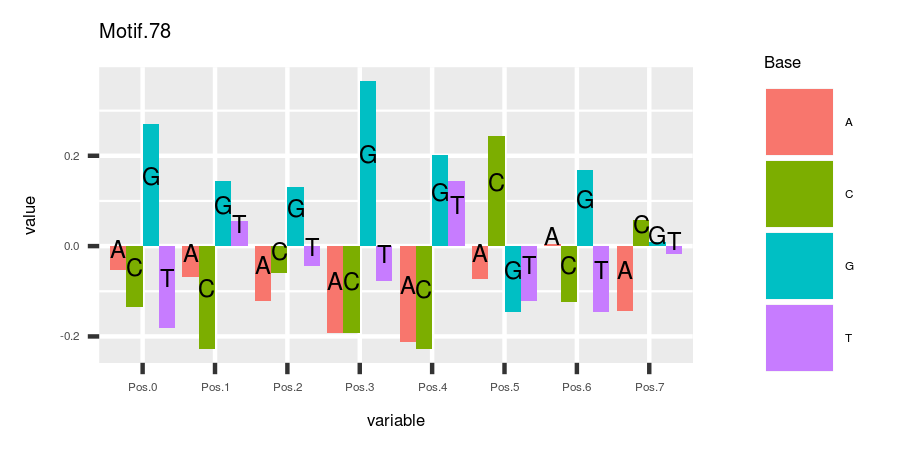 Motif.78
Base
A
C
G
T
value
0.2
0.0
-0.2
A C G T A C G T A C G T A C G T A C G T A C G T A C G T A C G T
Pos.0 Pos.1 Pos.2 Pos.3 Pos.4 Pos.5 Pos.6 Pos.7
variable